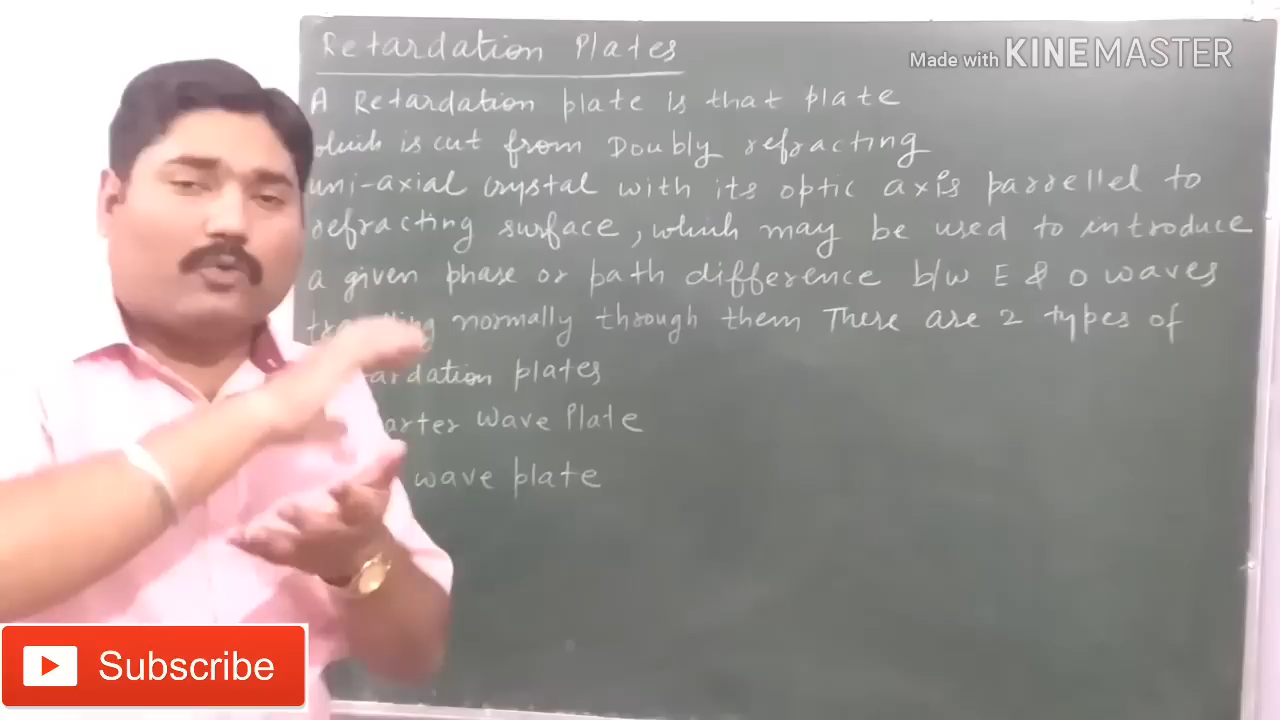 Retardation Plates
Made with KINEMASTER
A Retardation plate is that plate
which is cut from Doubly refracting
uni-axial crystal with its optic axis parrellel to
refracting surface, which may be used to introduce
a given phase or path difference b/w E & O waves
normally through them There are 2 types of
plates
Wave Plate
wave plate
Subscribe